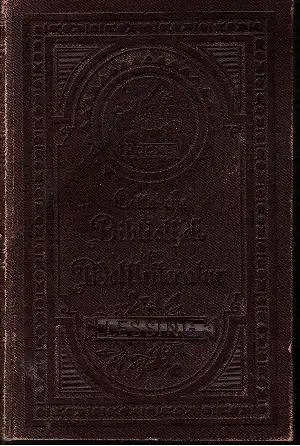 Cotta'sche
Bibliothek
der
Weltlitteratur
LESSING